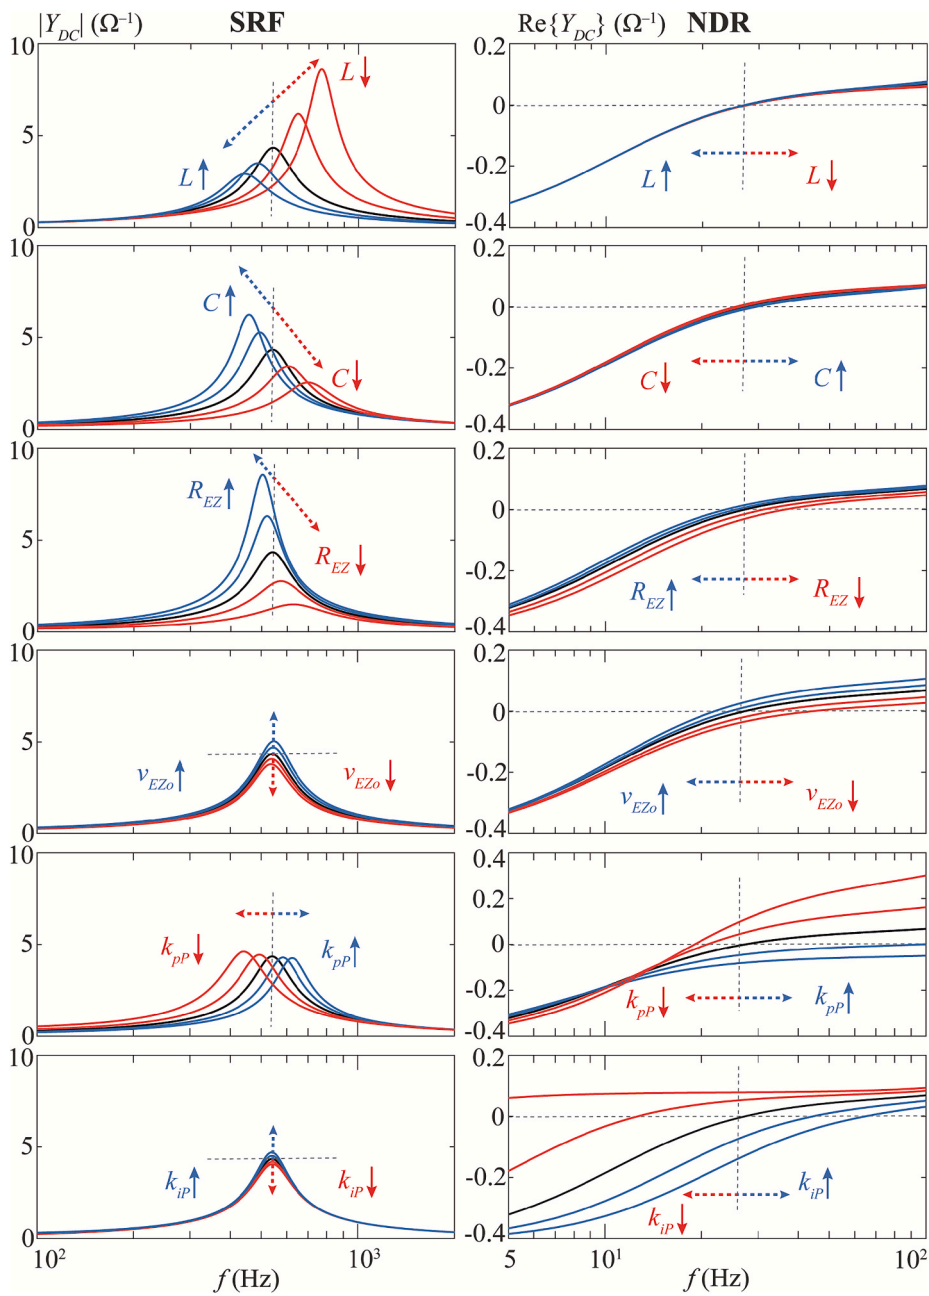 |Y_DC| (Ω⁻¹) SRF
Re{Y_DC} (Ω⁻¹) NDR
10
5
0
L↑
L↓
0.2
0
-0.2
-0.4
L↑
L↓
10
5
0
C↑
C↓
0.2
0
-0.2
-0.4
C↓
C↑
10
5
0
R_EZ↑
R_EZ↓
0.2
0
-0.2
-0.4
R_EZ↑
R_EZ↓
10
5
0
v_EZo↑
v_EZo↓
0.2
0
-0.2
-0.4
v_EZo↑
v_EZo↓
10
5
0
k_pP↓
k_pP↑
0.4
0.2
0
-0.2
-0.4
k_pP↓
k_pP↑
10
5
0
k_iP↑
k_iP↓
10²
10³
f (Hz)
0.2
0
-0.2
-0.4
k_iP↓
k_iP↑
5
10¹
10²
f (Hz)